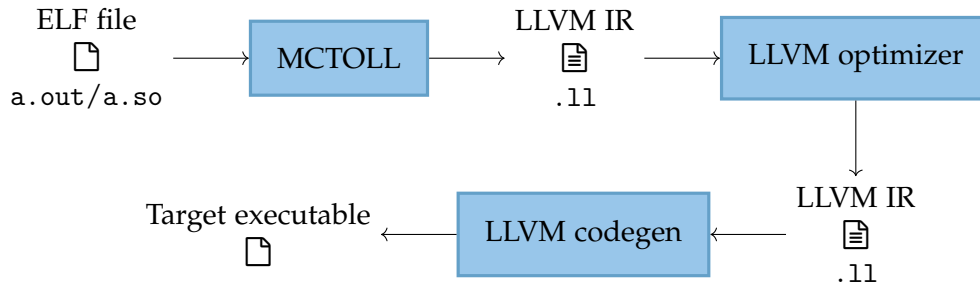 ELF file
a.out/a.so
MCTOLL
LLVM IR
.ll
LLVM optimizer
LLVM IR
.ll
LLVM codegen
Target executable